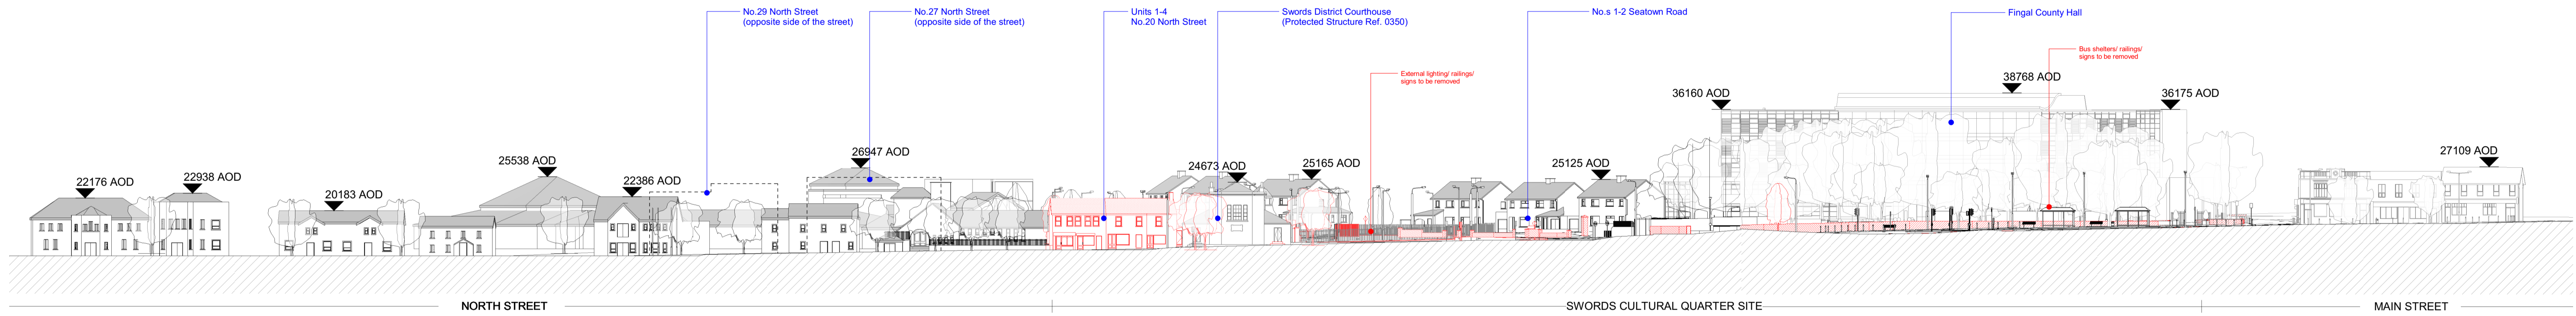 No.29 North Street
(opposite side of the street)
No.27 North Street
(opposite side of the street)
Units 1-4
No.20 North Street
Swords District Courthouse
(Protected Structure Ref. 0350)
No.s 1-2 Seatown Road
Fingal County Hall
Bus shelters/ railings/
signs to be removed
External lighting/ railings/
signs to be removed
22176 AOD
22938 AOD
20183 AOD
25538 AOD
22386 AOD
26947 AOD
24673 AOD
25165 AOD
25125 AOD
36160 AOD
38768 AOD
36175 AOD
27109 AOD
NORTH STREET
SWORDS CULTURAL QUARTER SITE
MAIN STREET